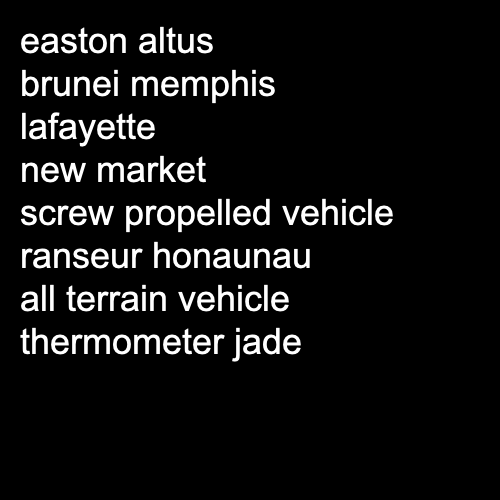 easton altus
brunei memphis
lafayette
new market
screw propelled vehicle
ranseur honaunau
all terrain vehicle
thermometer jade